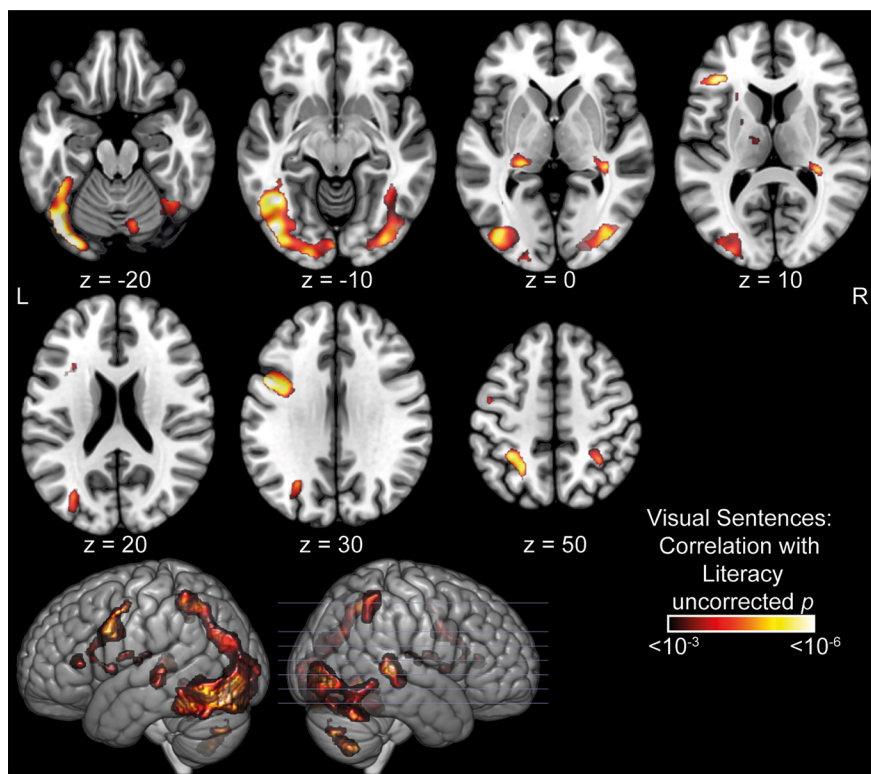 z = -20
z = -10
z = 0
z = 10
L
R
z = 20
z = 30
z = 50
Visual Sentences:
Correlation with
Literacy
uncorrected p
<10⁻³ <10⁻⁶